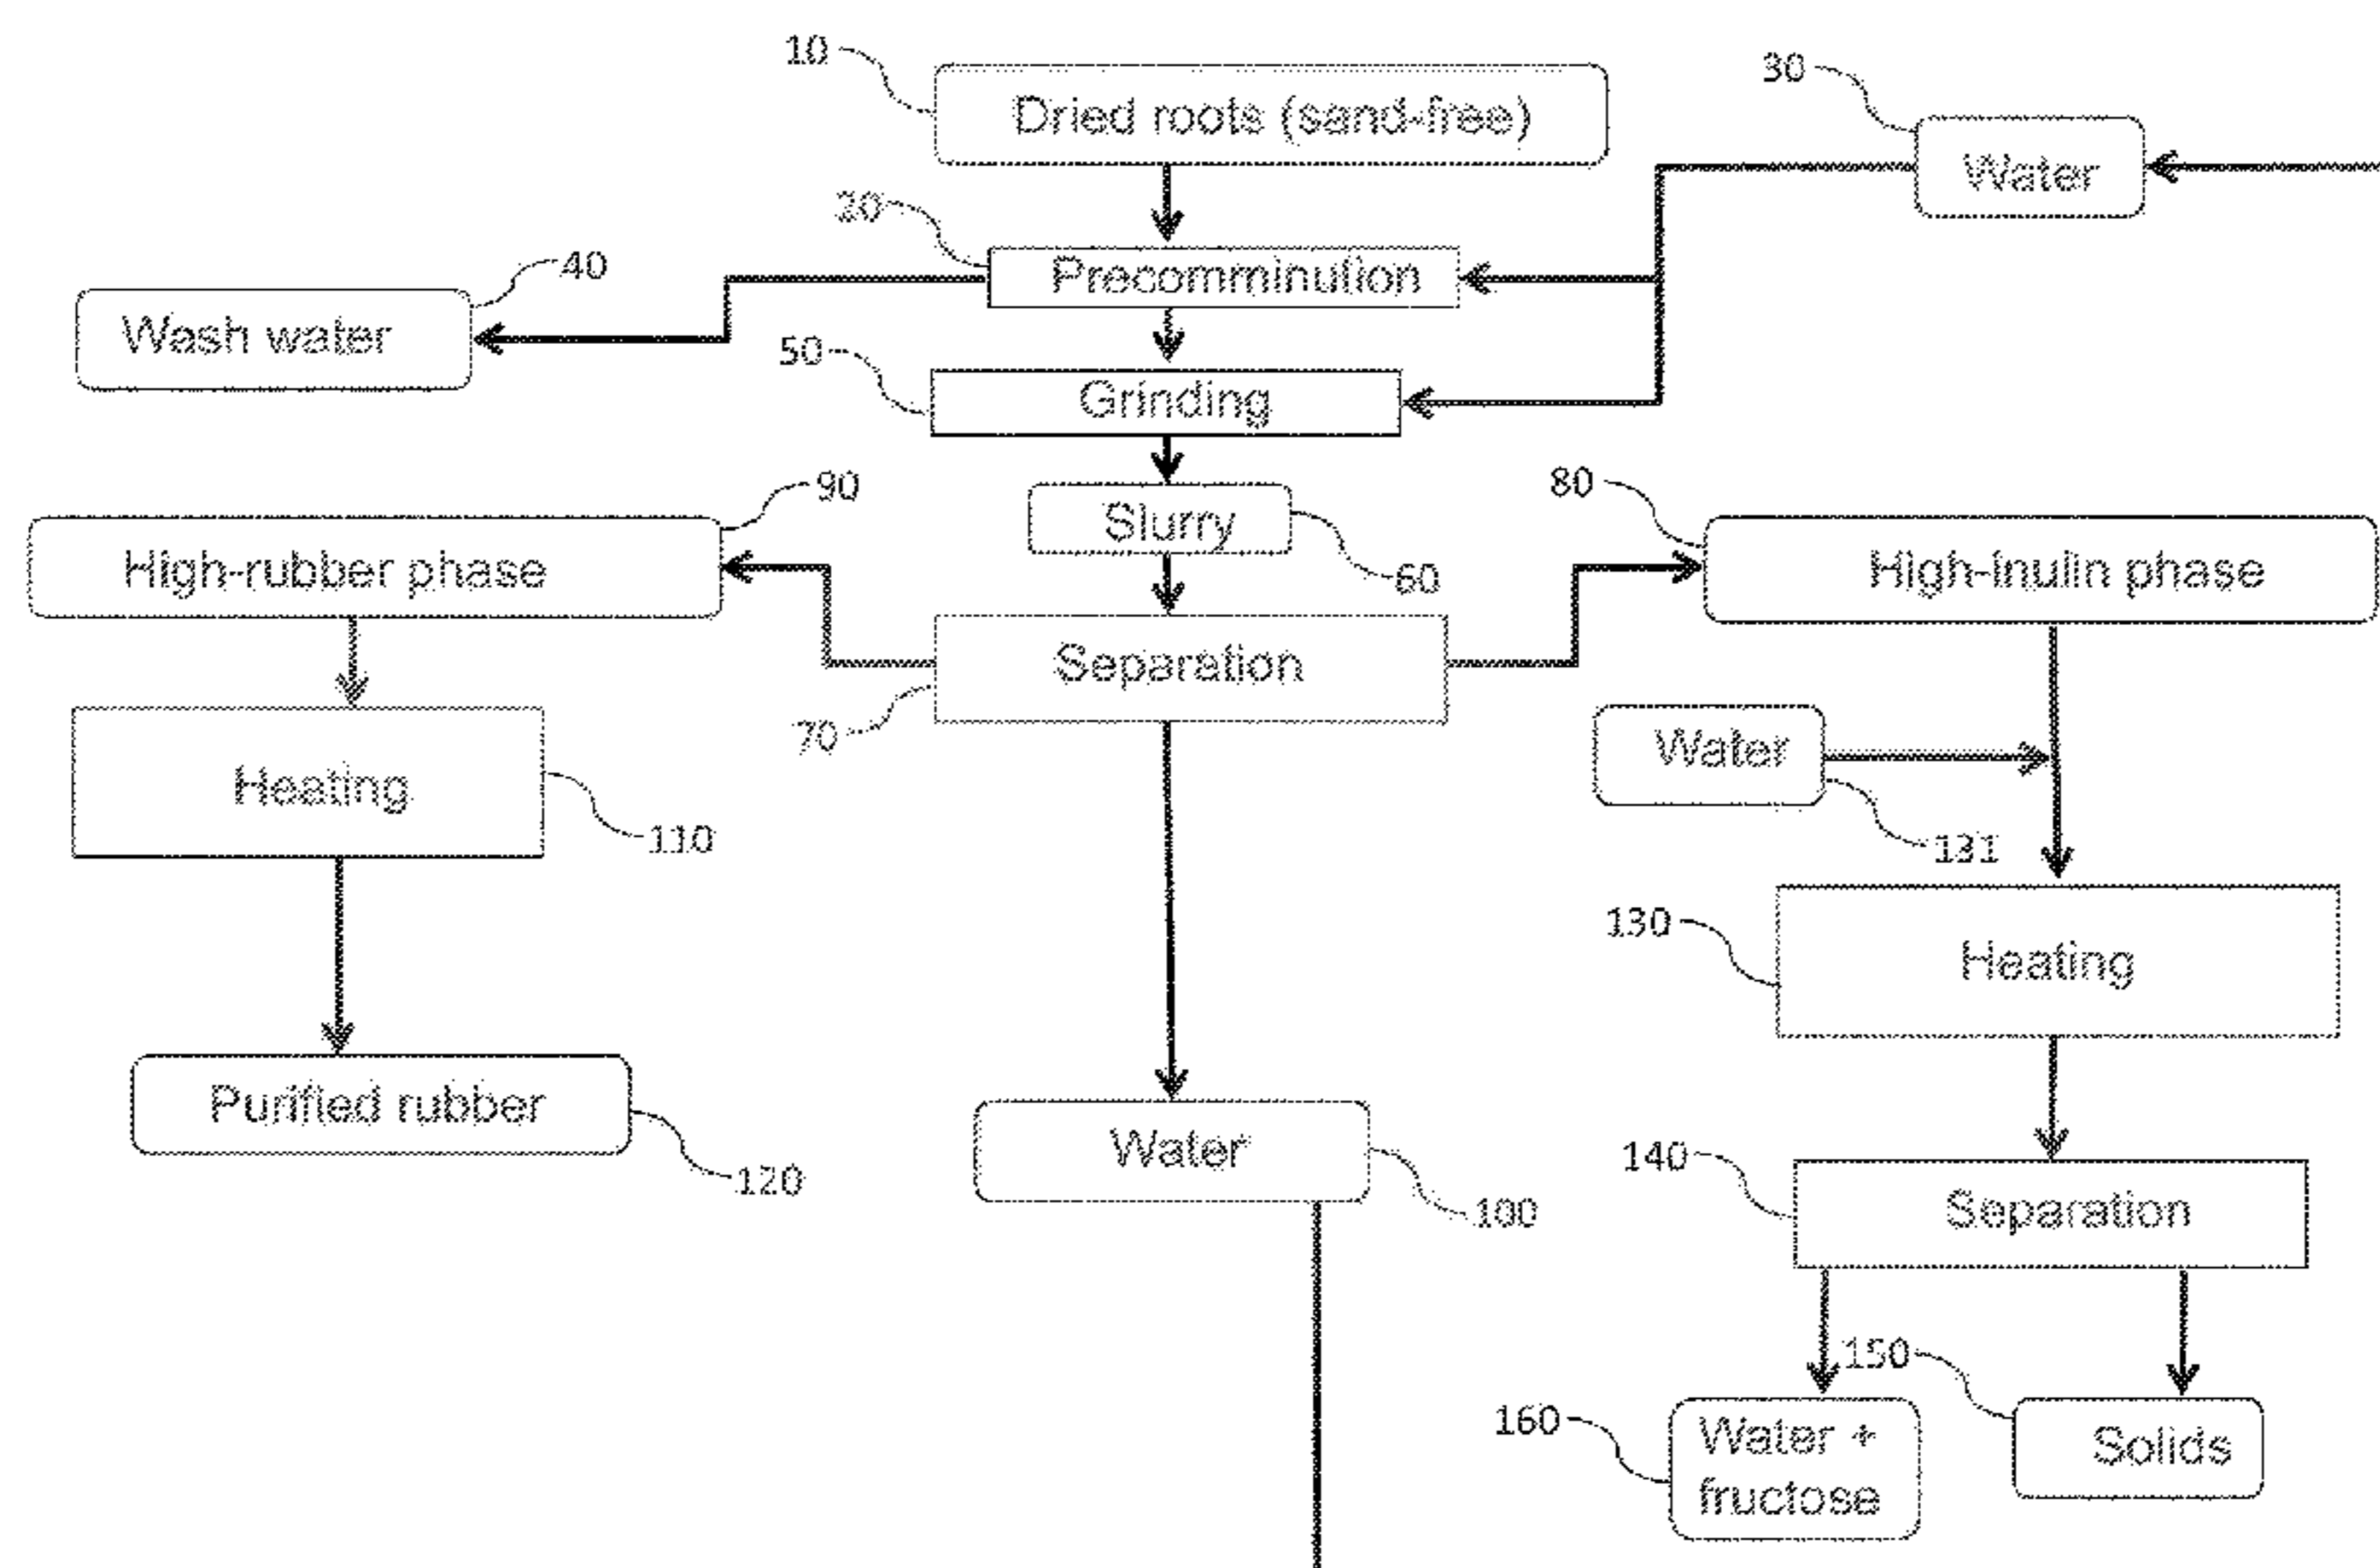 10
Dried roots (sand-free)
30
Water
20
Precomminution
40
Wash water
50
Grinding
90
Slurry
80
60
High-rubber phase
High-inulin phase
Separation
70
Water
131
Heating
110
130
Heating
Purified rubber
120
Water
100
140
Separation
150
160
Water +
fructose
Solids